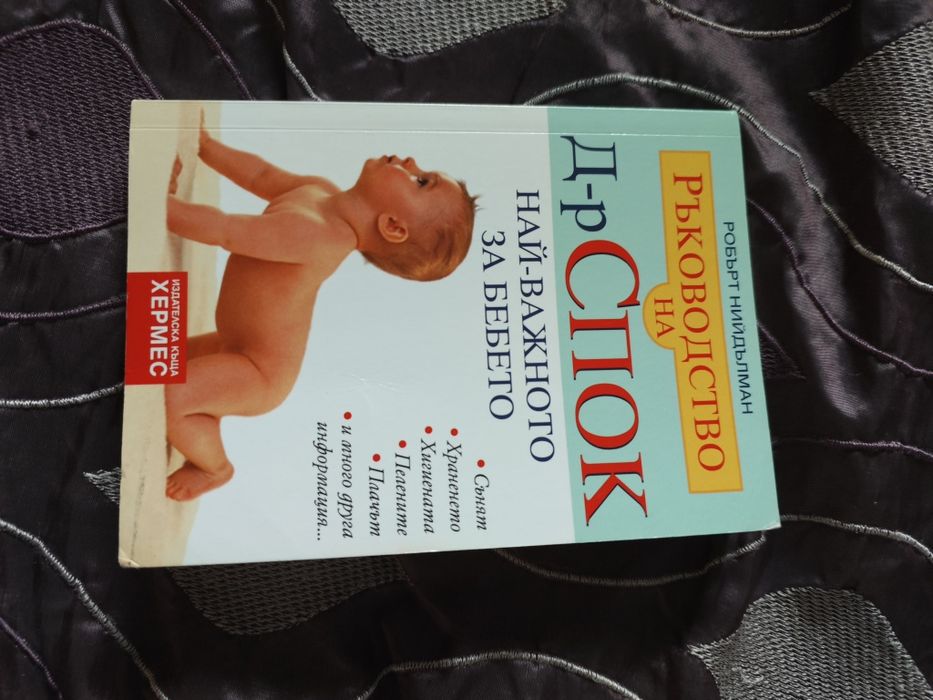 РОБЪРТ НИЙДЪЛМАН
РЪКОВОДСТВО
НА
Д-р СПОК
НАЙ-ВАЖНОТО
ЗА БЕБЕТО
• Сънят
• Храненето
• Хигиената
• Пелените
• Плачът
• и много друга
информация...
ИЗДАТЕЛСКА КЪЩА
ХЕРМЕС